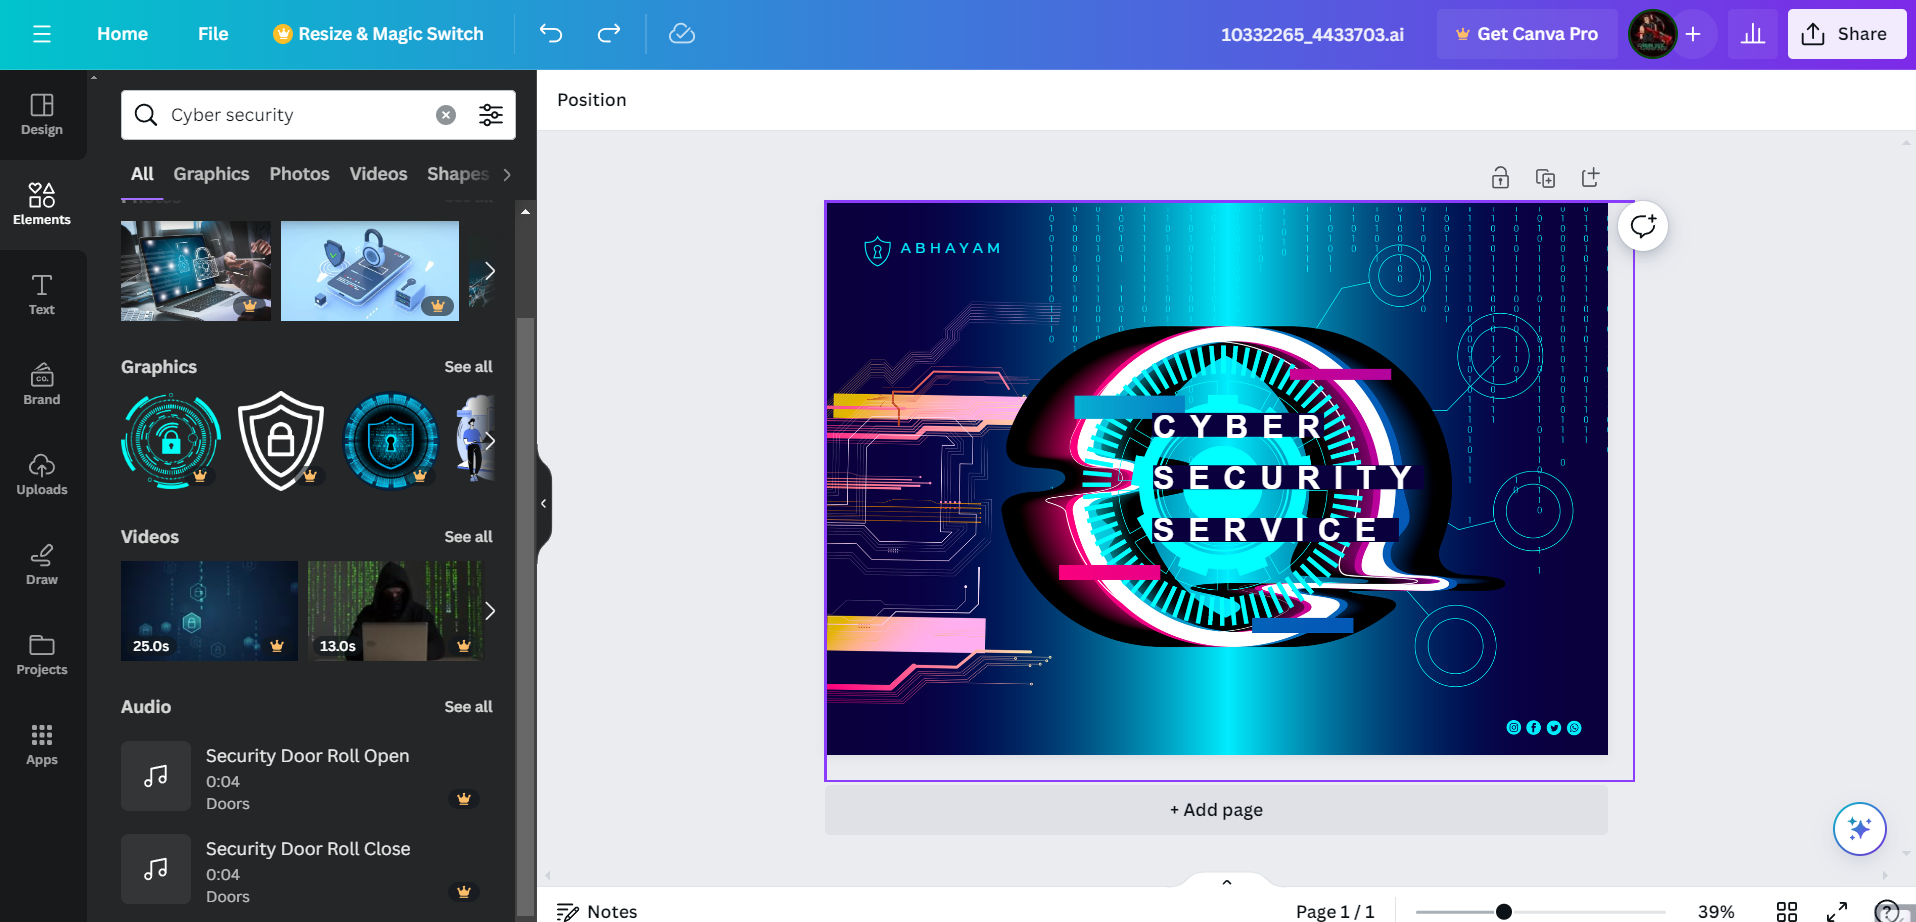 Home
File
Resize & Magic Switch
10332265_4433703.ai
Get Canva Pro
Share
Design
Elements
Text
Brand
Uploads
Draw
Projects
Apps
Cyber security
All
Graphics
Photos
Videos
Shapes
Graphics
See all
CO.
Videos
See all
25.0s
13.0s
Audio
See all
Security Door Roll Open
0:04
Doors
Security Door Roll Close
0:04
Doors
Position
ABHAYAM
CYBER
SECURITY
SERVICE
+ Add page
Notes
Page 1 / 1
39%
?